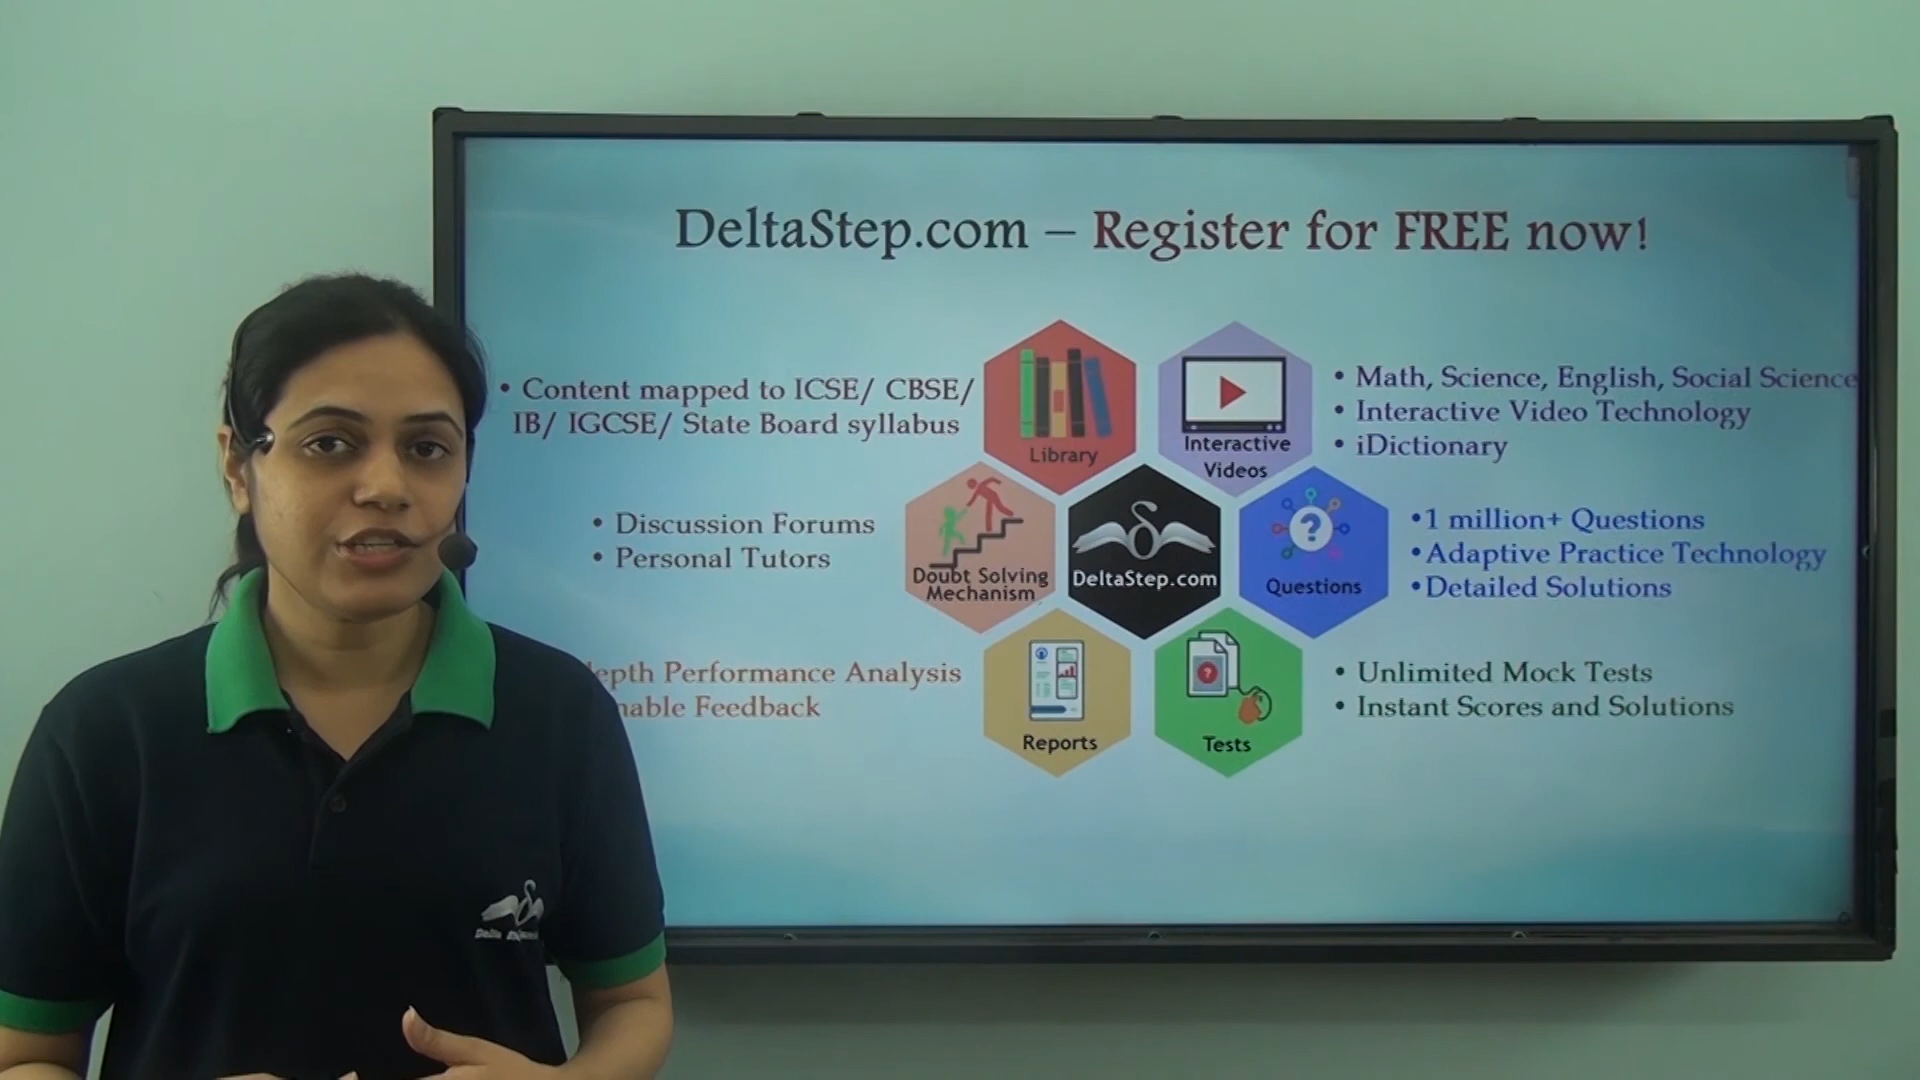 DeltaStep.com – Register for FREE now!
• Content mapped to ICSE/ CBSE/
IB/ IGCSE/ State Board syllabus
Library
Interactive
Videos
• Math, Science, English, Social Science
• Interactive Video Technology
• iDictionary
• Discussion Forums
• Personal Tutors
Doubt Solving
Mechanism
DeltaStep.com
?
Questions
•1 million+ Questions
•Adaptive Practice Technology
•Detailed Solutions
epth Performance Analysis
nable Feedback
Reports
?
Tests
• Unlimited Mock Tests
• Instant Scores and Solutions
Delta